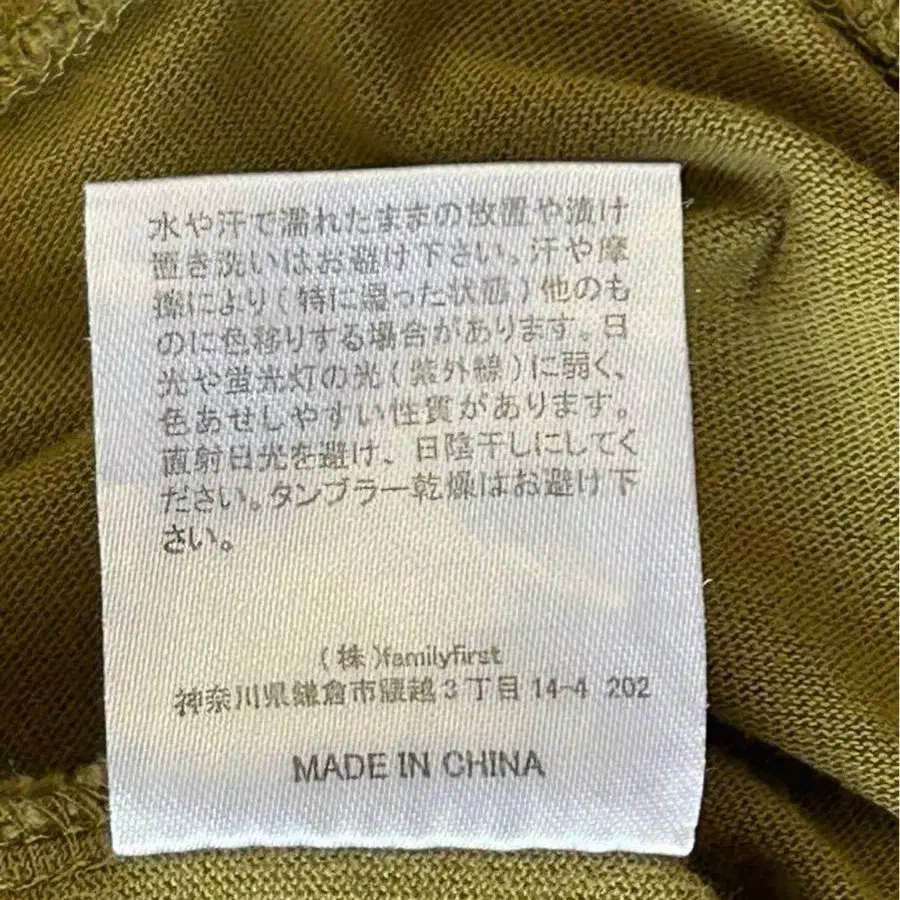 水や汗で濡れたままの放置や漬け
置き洗いはお避け下さい。汗や摩
擦により(特に湿った状態)他のも
のに色移りする場合があります。日
光や蛍光灯の光(紫外線)に弱く、
色あせしやすい性質があります。
直射日光を避け、日陰干しにしてく
ださい。タンブラー乾燥はお避け下
さい。
(株)familyfirst
神奈川県鎌倉市腰越3丁目14-4 202
MADE IN CHINA